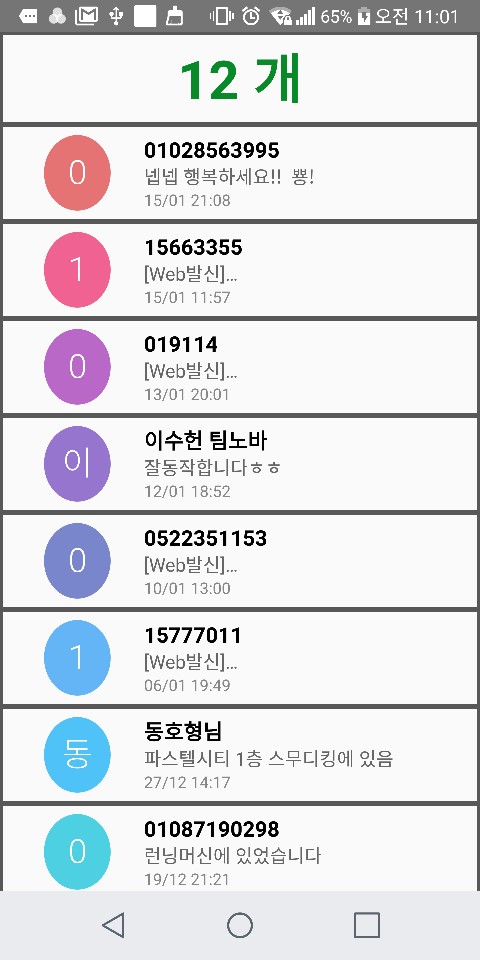 65% 오전 11:01
12 개
0
01028563995
넵넵 행복하세요!! 뿅!
15/01 21:08
1
15663355
[Web발신]...
15/01 11:57
0
019114
[Web발신]...
13/01 20:01
이
이수헌 팀노바
잘동작합니다ㅎㅎ
12/01 18:52
0
0522351153
[Web발신]...
10/01 13:00
1
15777011
[Web발신]...
06/01 19:49
동
동호형님
파스텔시티 1층 스무디킹에 있음
27/12 14:17
0
01087190298
런닝머신에 있었습니다
19/12 21:21